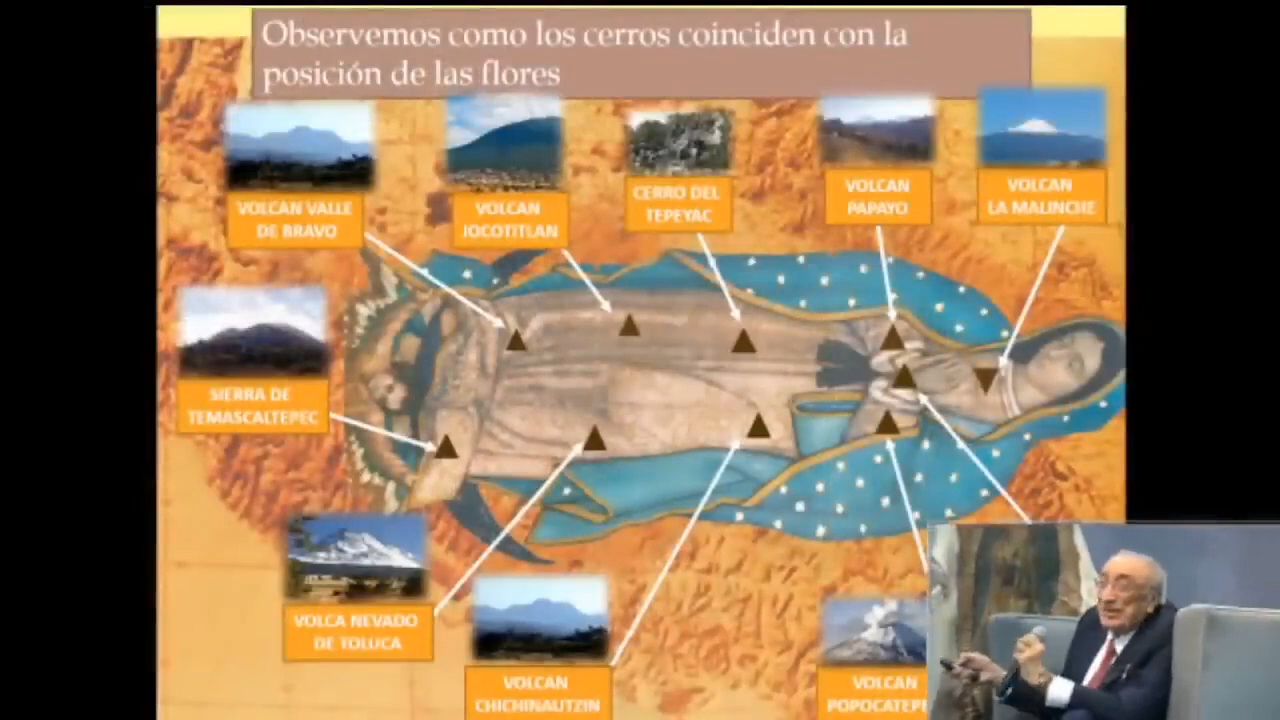 Observemos como los cerros coinciden con la
posición de las flores
VOLCAN VALLE
DE BRAVO
VOLCAN
JOCOTITLAN
CERRO DEL
TEPEYAC
VOLCAN
PAPAYO
VOLCAN
LA MALINCHE
SIERRA DE
TEMASCALTEPEC
VOLCA NEVADO
DE TOLUCA
VOLCAN
CHICHINAUTZIN
VOLCAN
POPOCATEP